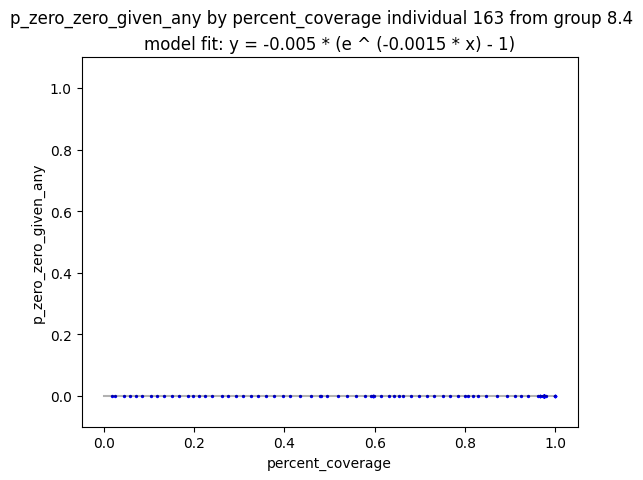 p_zero_zero_given_any by percent_coverage individual 163 from group 8.4
model fit: y = -0.005 * (e ^ (-0.0015 * x) - 1)
1.0
0.8
0.6
0.4
0.2
0.0
p_zero_zero_given_any
0.0 0.2 0.4 0.6 0.8 1.0
percent_coverage